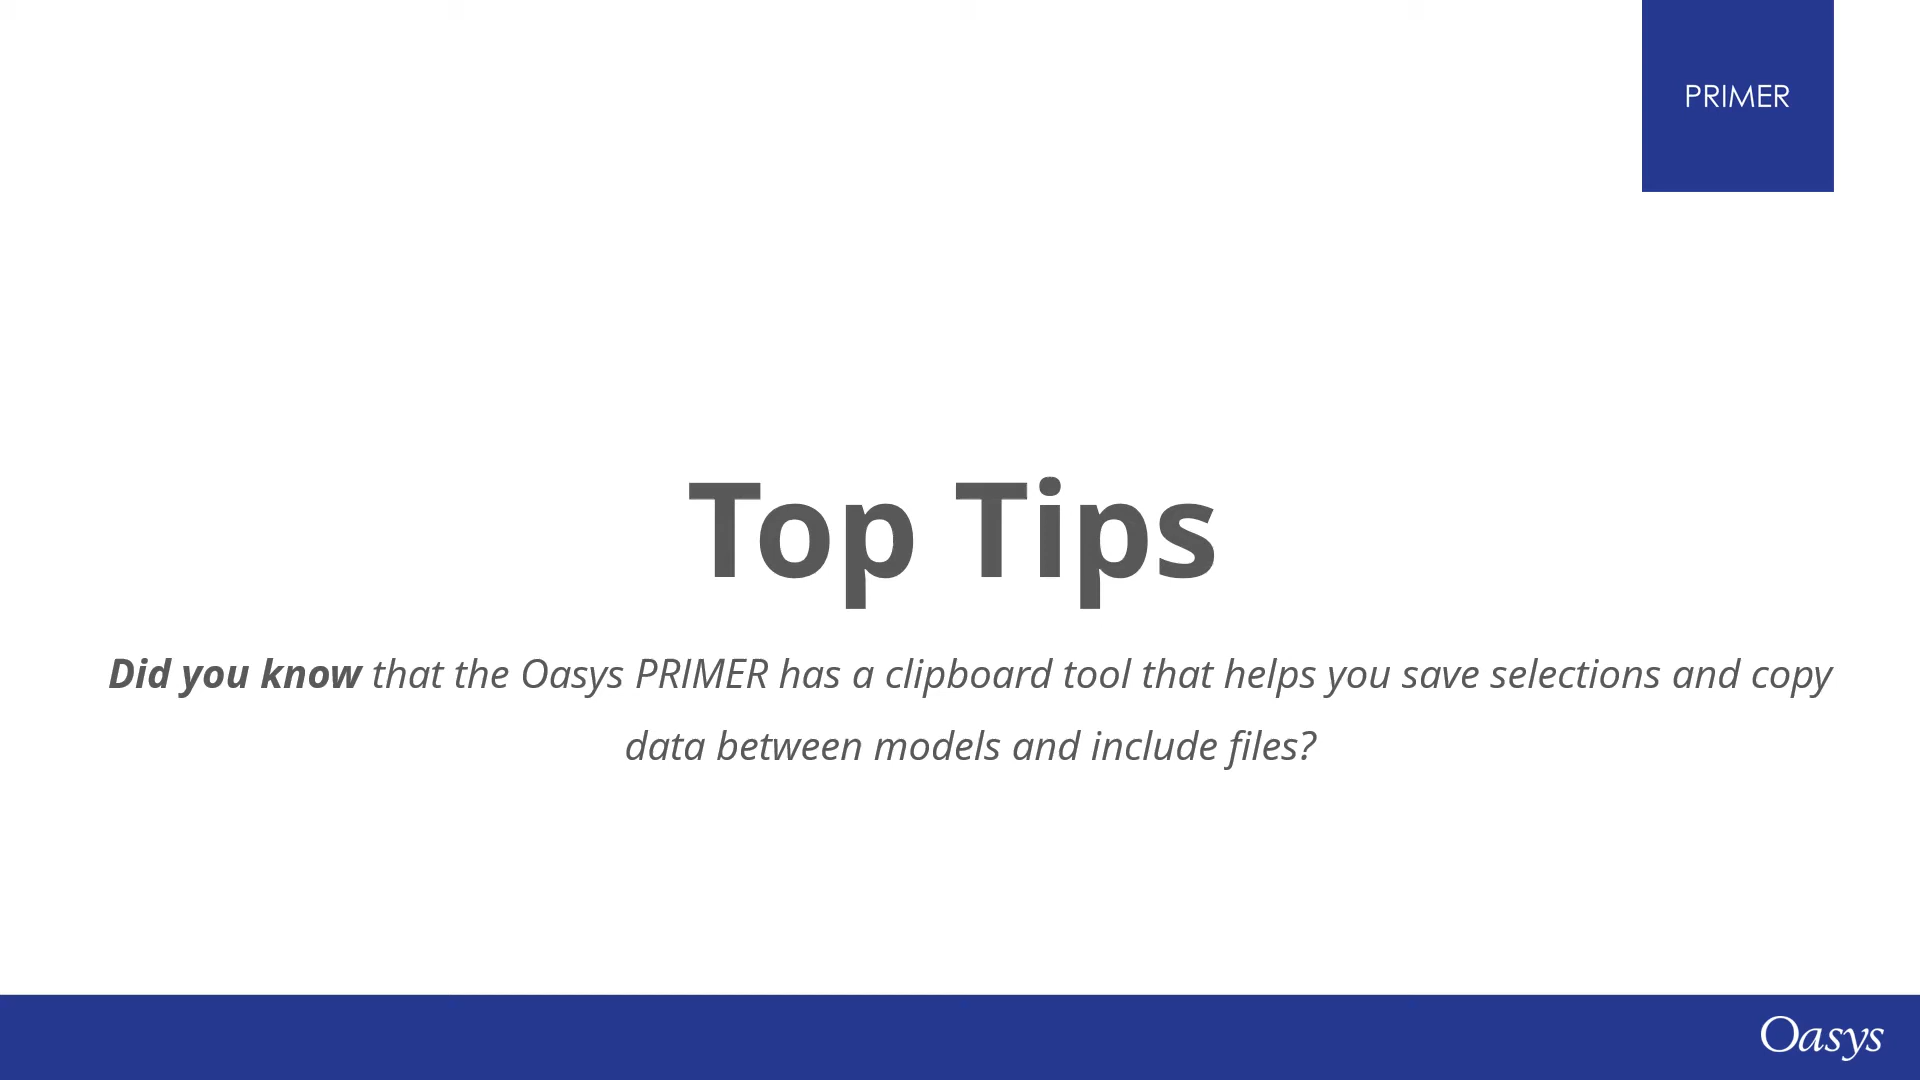 PRIMER
Top Tips
Did you know that the Oasys PRIMER has a clipboard tool that helps you save selections and copy
data between models and include files?
Oasys